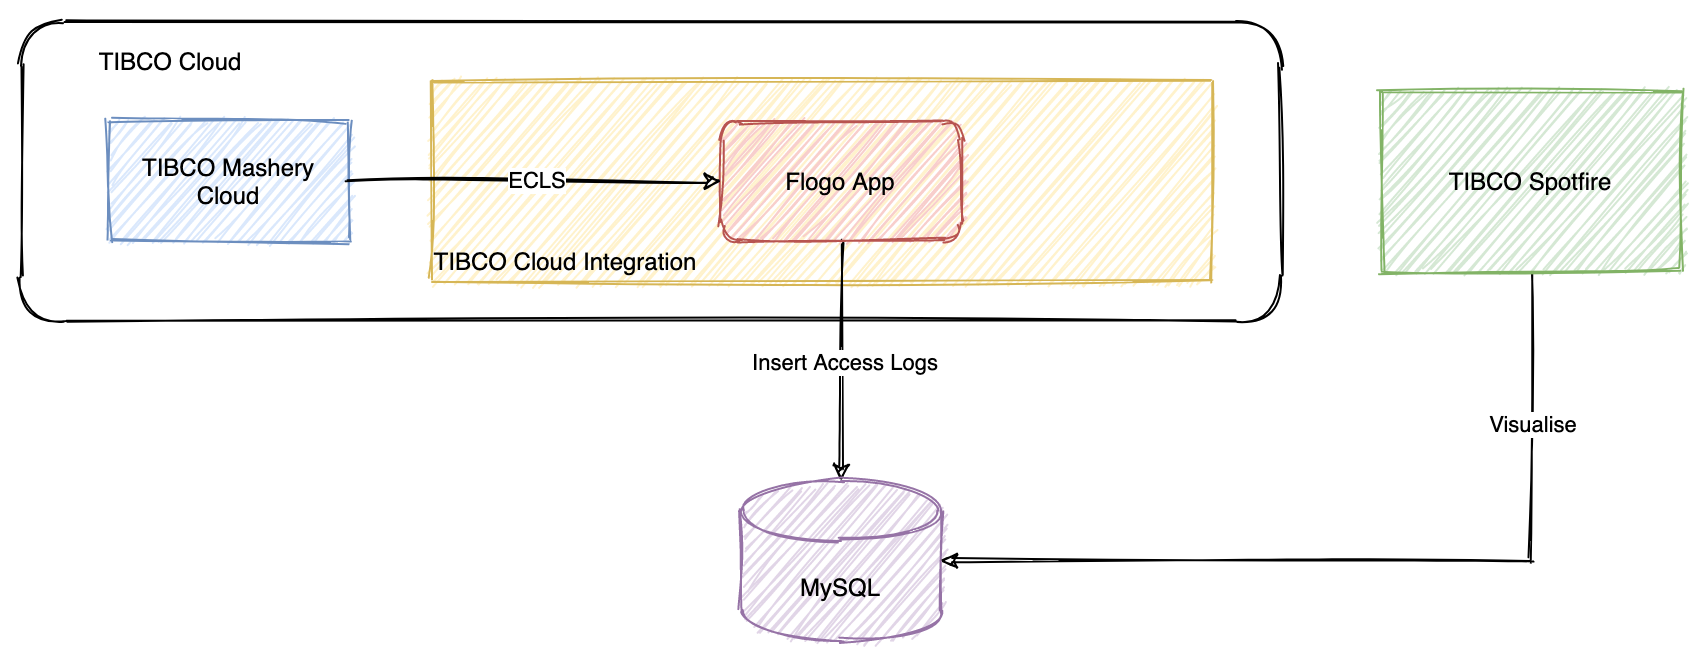 TIBCO Cloud
TIBCO Mashery
Cloud
ECLS
Flogo App
TIBCO Spotfire
TIBCO Cloud Integration
Insert Access Logs
Visualise
MySQL